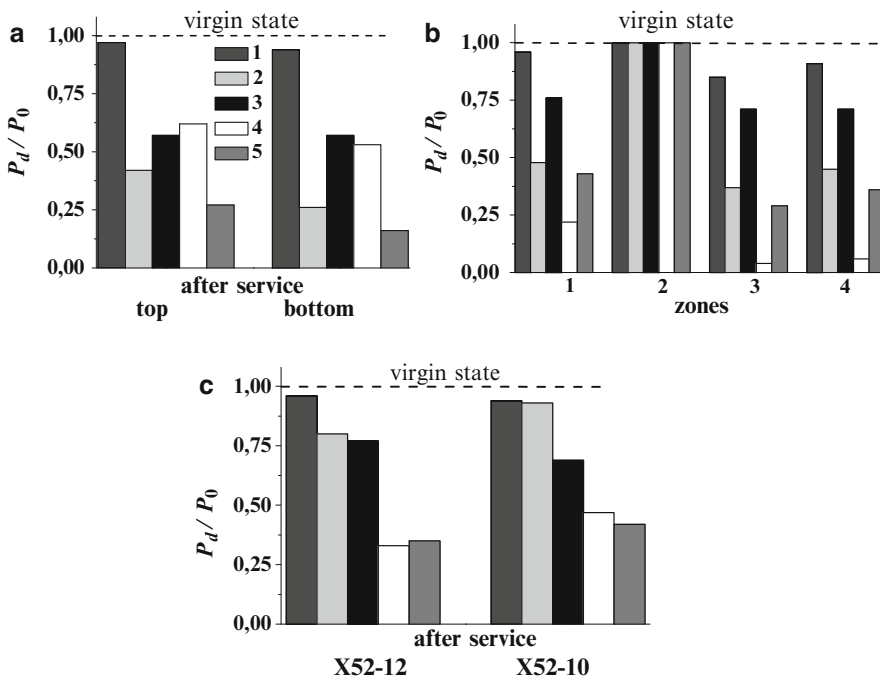 a
virgin state
1,00
0,75
0,50
0,25
0,00
P_d / P_0
1
2
3
4
5
after service
top bottom
b
virgin state
1,00
0,75
0,50
0,25
0,00
P_d / P_0
1 2 3 4
zones
c
virgin state
1,00
0,75
0,50
0,25
0,00
P_d / P_0
after service
X52-12 X52-10